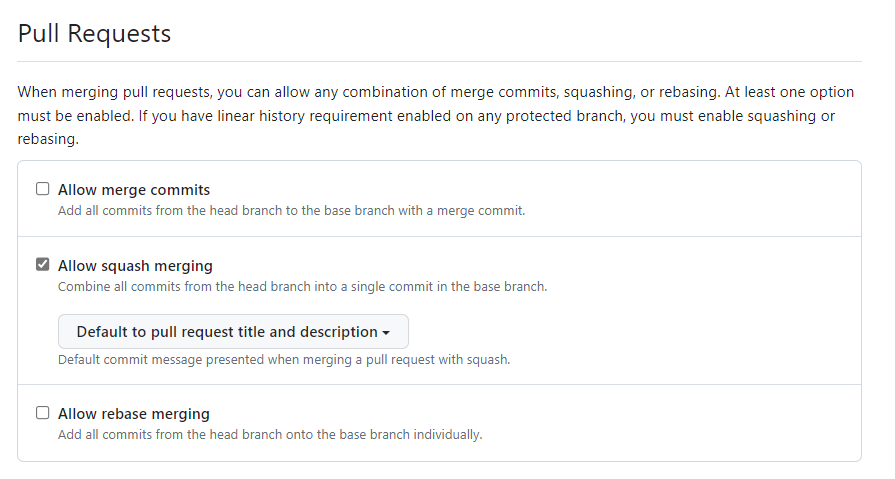 Pull Requests
When merging pull requests, you can allow any combination of merge commits, squashing, or rebasing. At least one option
must be enabled. If you have linear history requirement enabled on any protected branch, you must enable squashing or
rebasing.
Allow merge commits
Add all commits from the head branch to the base branch with a merge commit.
Allow squash merging
Combine all commits from the head branch into a single commit in the base branch.
Default to pull request title and description
Default commit message presented when merging a pull request with squash.
Allow rebase merging
Add all commits from the head branch onto the base branch individually.